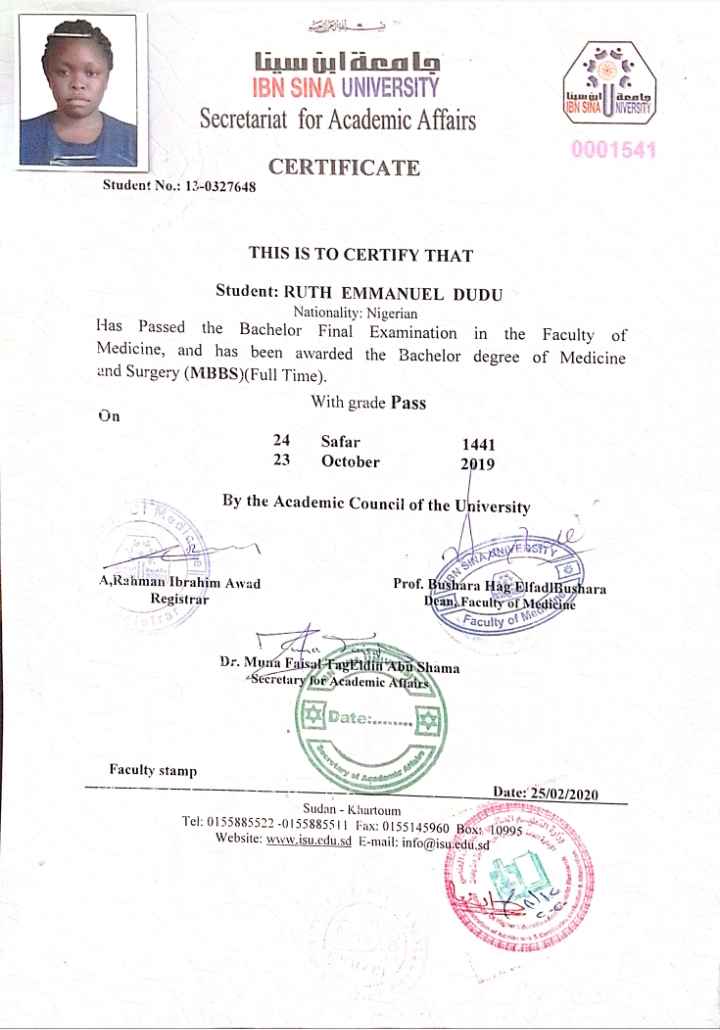 جامعة ابن سينا
IBN SINA UNIVERSITY
Secretariat for Academic Affairs
جامعة ابن سينا
IBN SINA UNIVERSITY
0001541
CERTIFICATE
Student No.: 13-0327648
THIS IS TO CERTIFY THAT
Student: RUTH EMMANUEL DUDU
Nationality: Nigerian
Has Passed the Bachelor Final Examination in the Faculty of
Medicine, and has been awarded the Bachelor degree of Medicine
and Surgery (MBBS)(Full Time).
With grade Pass
On
24 Safar 1441
23 October 2019
By the Academic Council of the University
A,Rahman Ibrahim Awad
Registrar
IBN SINA UNIVERSITY
Prof. Bushara Hag ElfadlBushara
Dean, Faculty of Medicine
Faculty of Medicine
Dr. Muna Faisal TagEldin Abu Shama
Secretary for Academic Affairs
Date:.........
Secretary of Academic Affairs
Faculty stamp
Date: 25/02/2020
Sudan - Khartoum
Tel: 0155885522 -0155885511 Fax: 0155145960 Box: 10995
Website: www.isu.edu.sd E-mail: info@isu.edu.sd